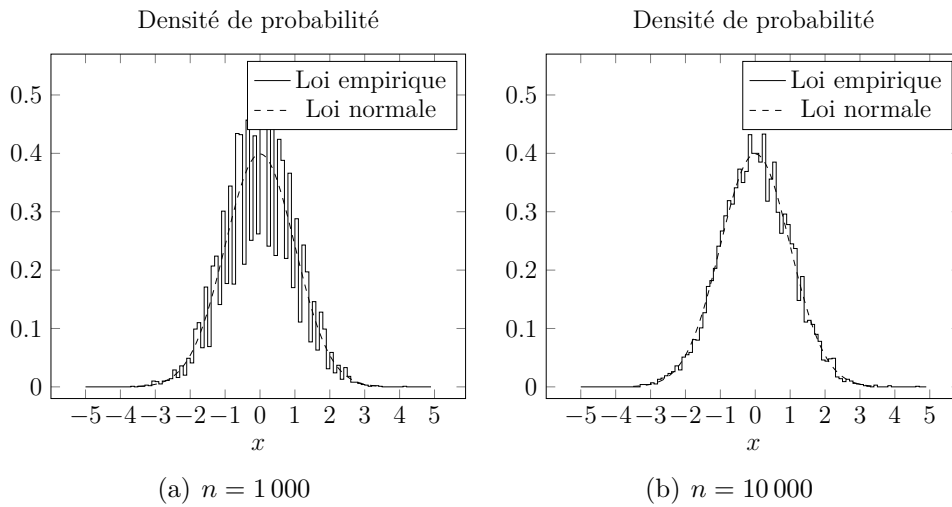 Densité de probabilité
Loi empirique
Loi normale
0.5
0.4
0.3
0.2
0.1
0
−5 −4 −3 −2 −1 0 1 2 3 4 5
x
(a) n = 1 000
Densité de probabilité
Loi empirique
Loi normale
0.5
0.4
0.3
0.2
0.1
0
−5 −4 −3 −2 −1 0 1 2 3 4 5
x
(b) n = 10 000